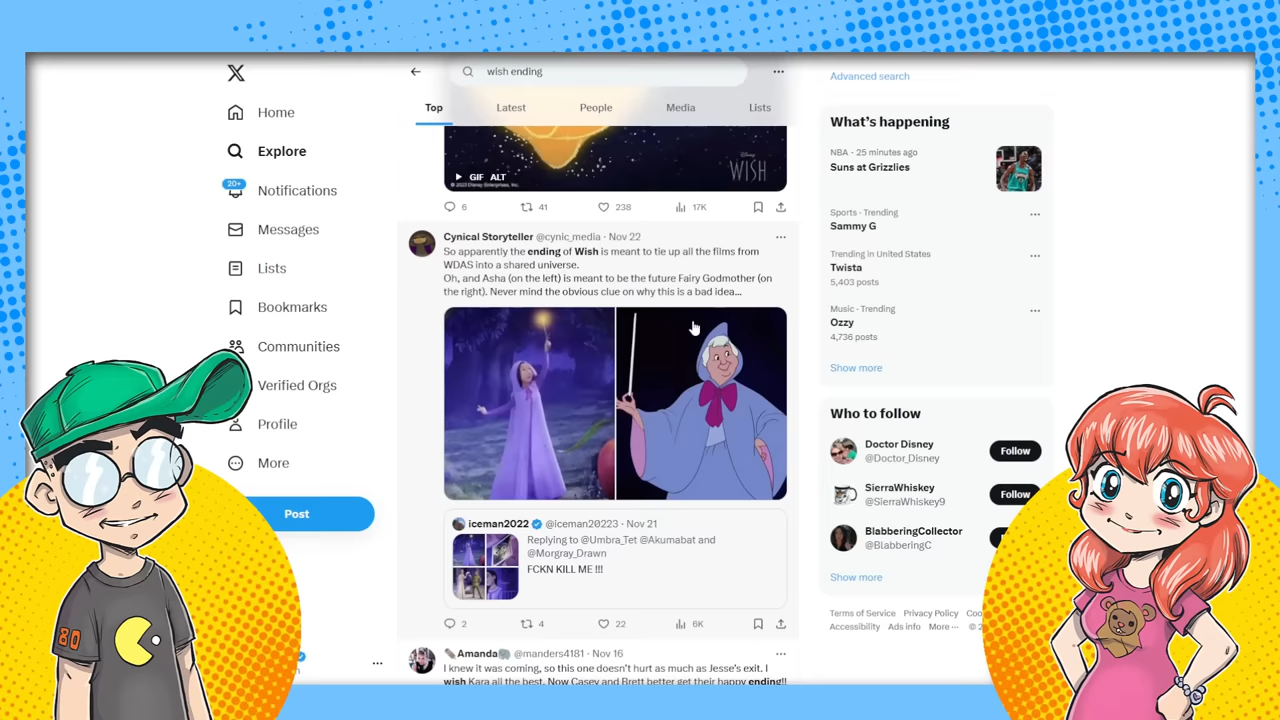 wish ending
Top
Latest
People
Media
Lists
Home
Explore
20+
Notifications
Messages
Lists
Bookmarks
Communities
Verified Orgs
Profile
More
Post
80
Disney
WISH
GIF ALT
© 2023 Disney Enterprises, Inc.
6
41
238
17K
Cynical Storyteller @cynic_media · Nov 22
So apparently the ending of Wish is meant to tie up all the films from
WDAS into a shared universe.
Oh, and Asha (on the left) is meant to be the future Fairy Godmother (on
the right). Never mind the obvious clue on why this is a bad idea...
iceman2022 @iceman20223 · Nov 21
Replying to @Umbra_Tet @Akumabat and
@Morgray_Drawn
FCKN KILL ME !!!
2
4
22
6K
Amanda @manders4181 · Nov 16
I knew it was coming, so this one doesn't hurt as much as Jesse's exit. I
wish Kara all the best. Now Casey and Brett better get their happy ending!!
Advanced search
What's happening
NBA · 25 minutes ago
Suns at Grizzlies
Sports · Trending
Sammy G
Trending in United States
Twista
5,403 posts
Music · Trending
Ozzy
4,736 posts
Show more
Who to follow
Doctor Disney
@Doctor_Disney
Follow
SierraWhiskey
@SierraWhiskey9
Follow
BlabberingCollector
@BlabberingC
Show more
Terms of Service Privacy Policy Coo
Accessibility Ads info More ··· © 2